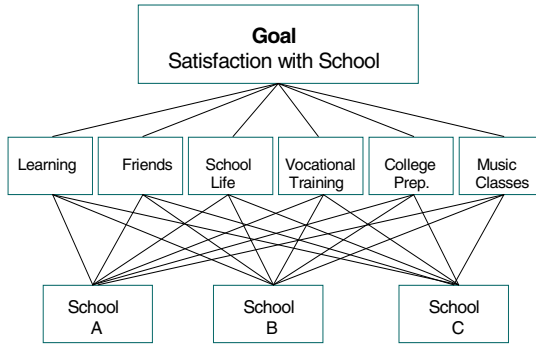 Goal
Satisfaction with School
Learning
Friends
School
Life
Vocational
Training
College
Prep.
Music
Classes
School
A
School
B
School
C